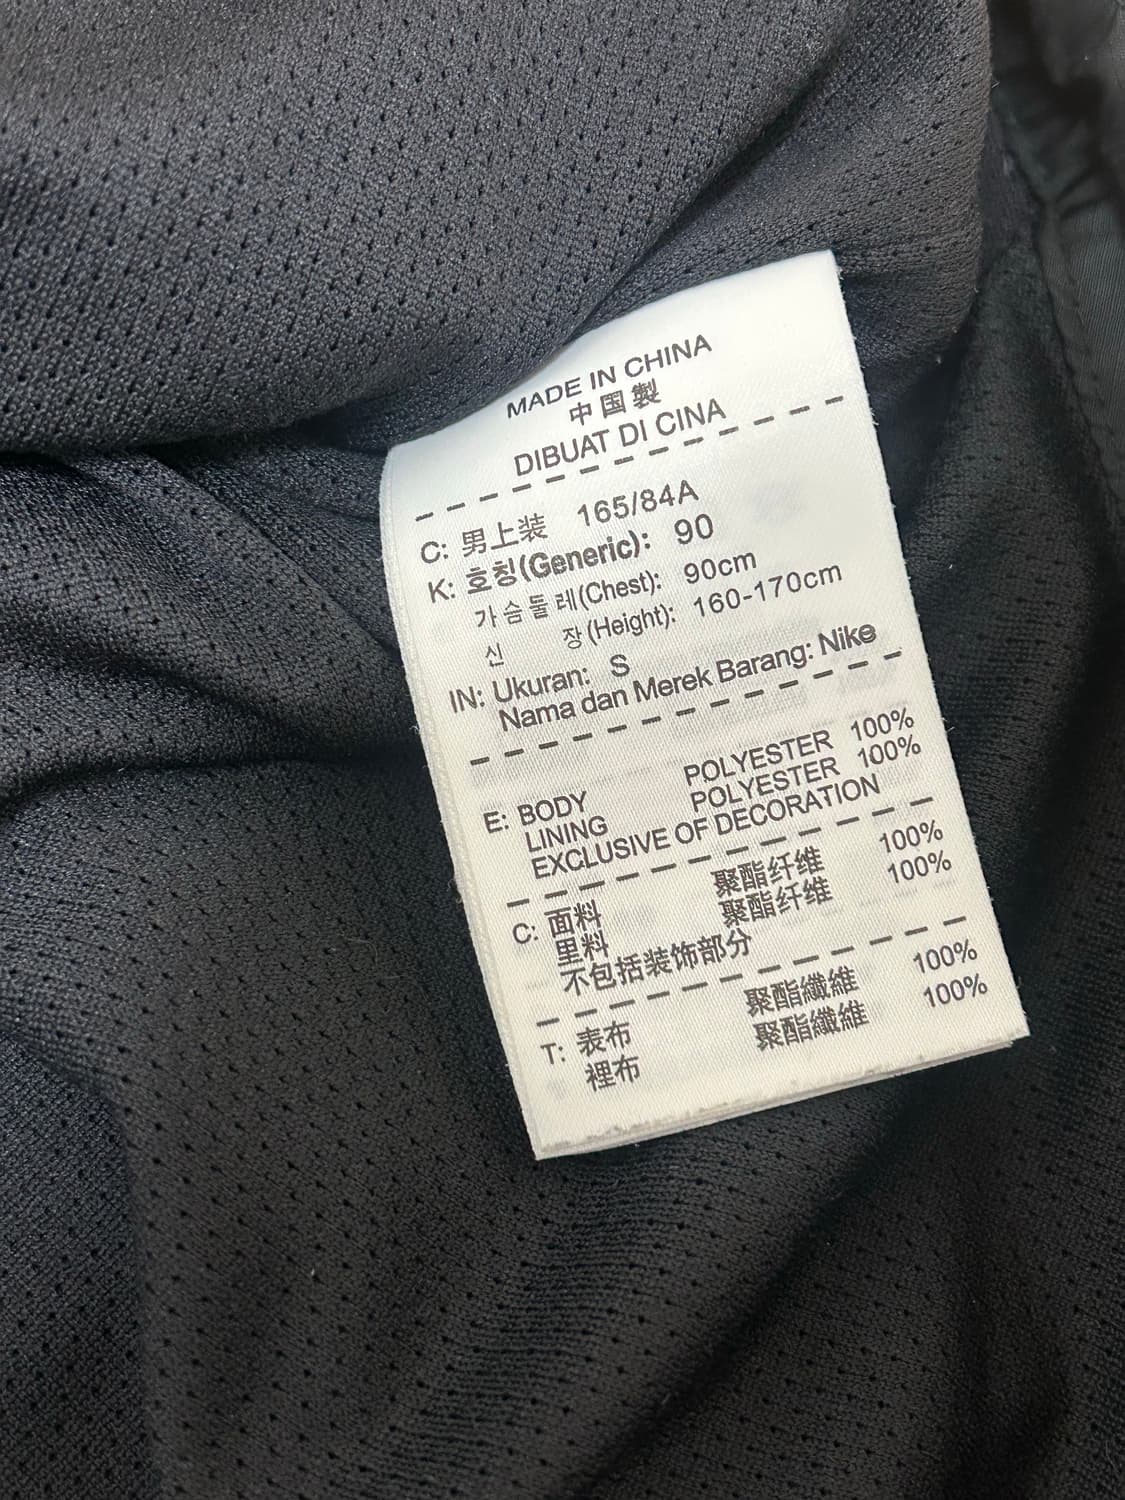 MADE IN CHINA
中国製
DIBUAT DI CINA
C: 男上装 165/84A
K: 호칭(Generic): 90
가슴둘레(Chest): 90cm
신 장(Height): 160-170cm
IN: Ukuran: S
Nama dan Merek Barang: Nike
E: BODY POLYESTER 100%
LINING POLYESTER 100%
EXCLUSIVE OF DECORATION
C: 面料 聚酯纤维 100%
里料 聚酯纤维 100%
不包括装饰部分
T: 表布 聚酯纖維 100%
裡布 聚酯纖維 100%